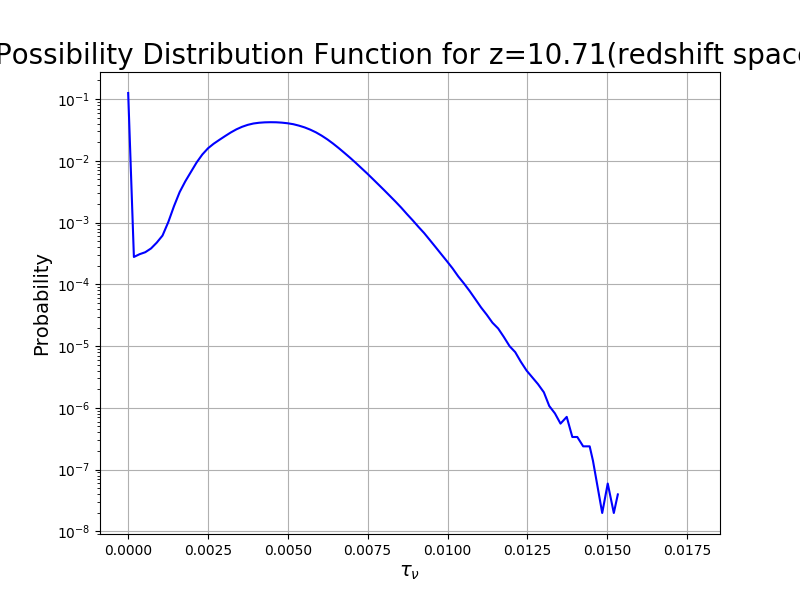 Possibility Distribution Function for z=10.71(redshift space
Probability
10⁻¹
10⁻²
10⁻³
10⁻⁴
10⁻⁵
10⁻⁶
10⁻⁷
10⁻⁸
0.0000 0.0025 0.0050 0.0075 0.0100 0.0125 0.0150 0.0175
τν